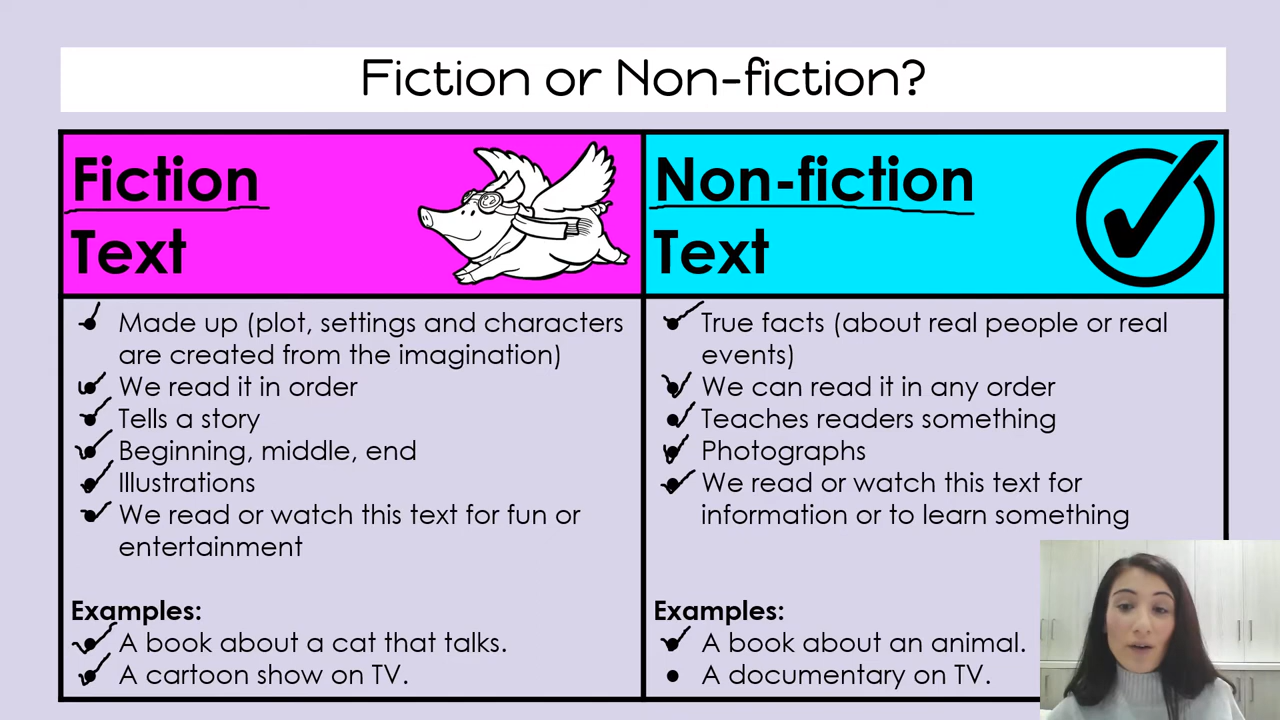 Fiction or Non-fiction?
Fiction
Text
Made up (plot, settings and characters
are created from the imagination)
We read it in order
Tells a story
Beginning, middle, end
Illustrations
We read or watch this text for fun or
entertainment
Examples:
A book about a cat that talks.
A cartoon show on TV.
Non-fiction
Text
True facts (about real people or real
events)
We can read it in any order
Teaches readers something
Photographs
We read or watch this text for
information or to learn something
Examples:
A book about an animal.
A documentary on TV.